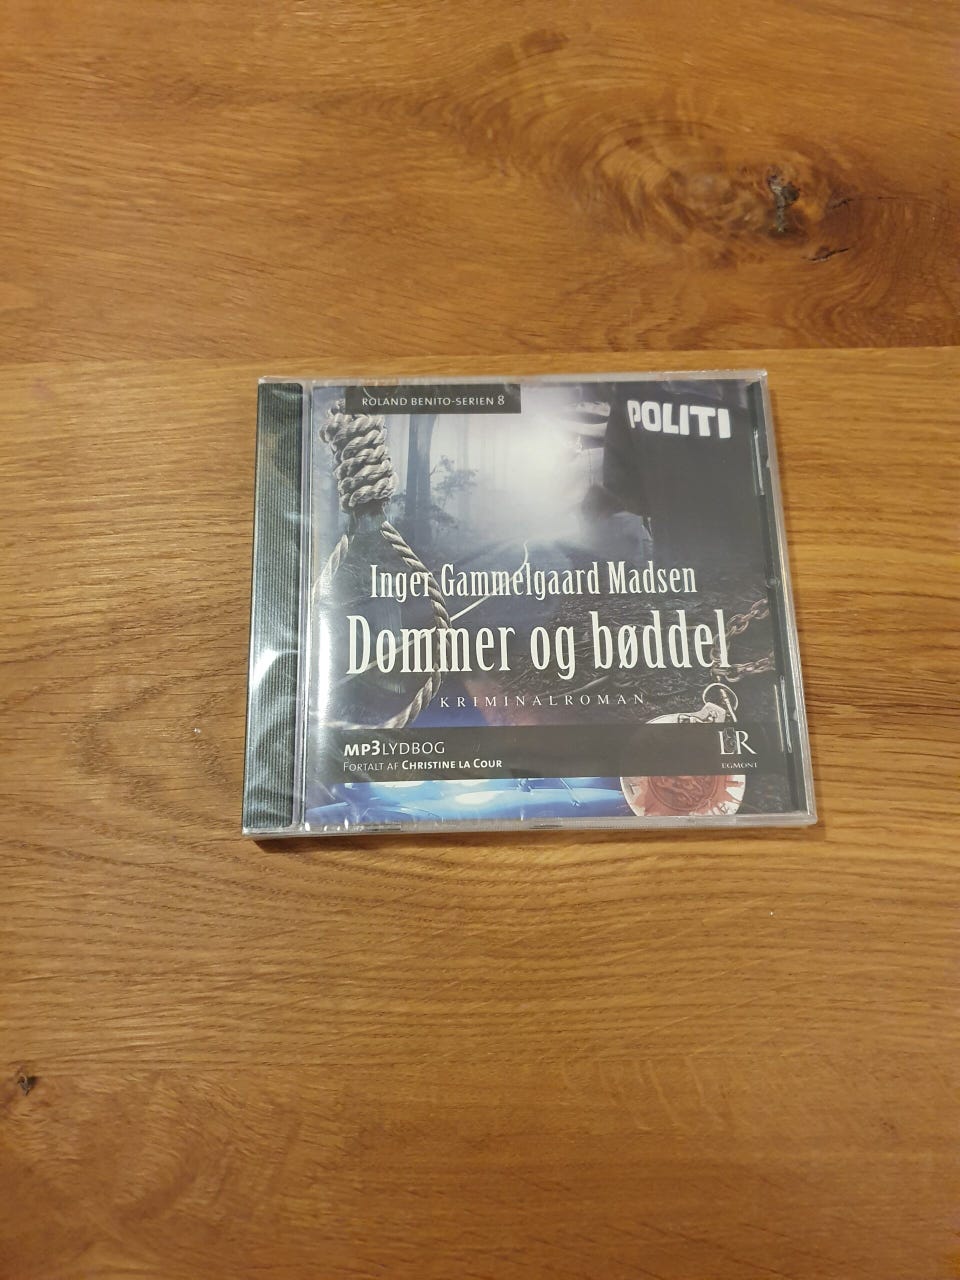 ROLAND BENITO-SERIEN 8
POLITI
Inger Gammelgaard Madsen
Dommer og bøddel
KRIMINALROMAN
MP3LYDBOG
FORTALT AF CHRISTINE LA COUR
LR
EGMONT